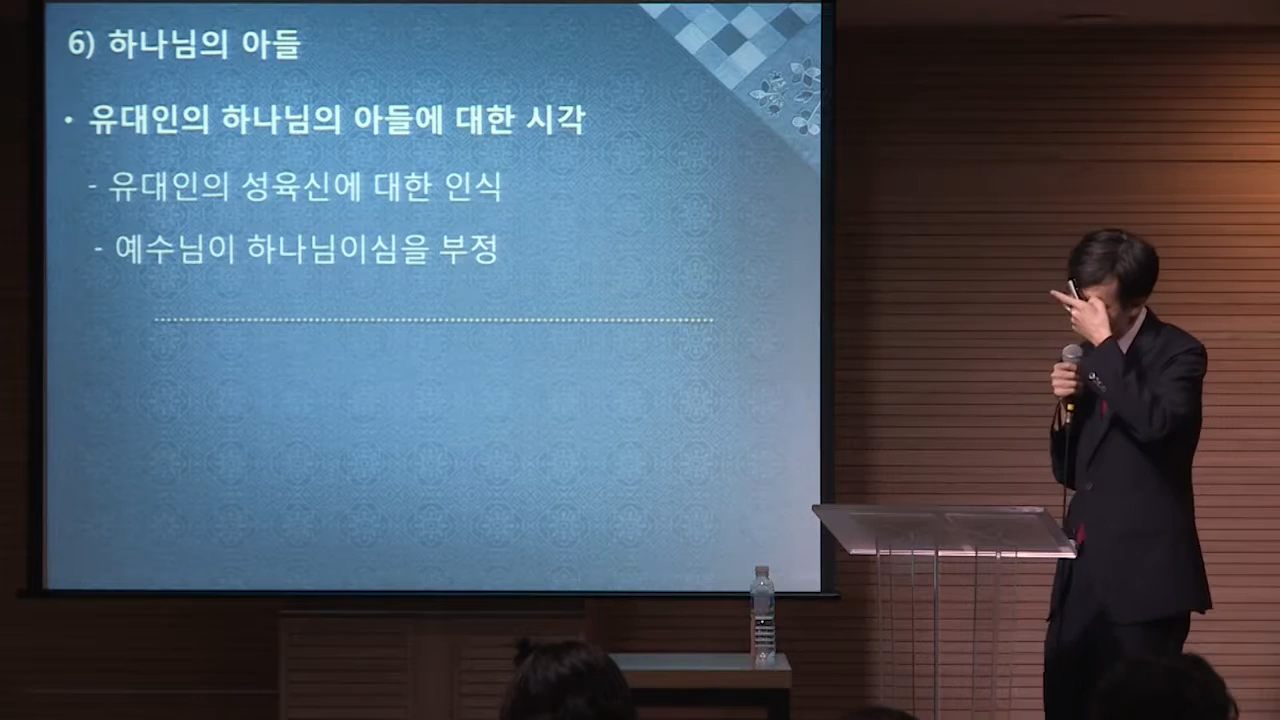 6) 하나님의 아들
• 유대인의 하나님의 아들에 대한 시각
- 유대인의 성육신에 대한 인식
- 예수님이 하나님이심을 부정